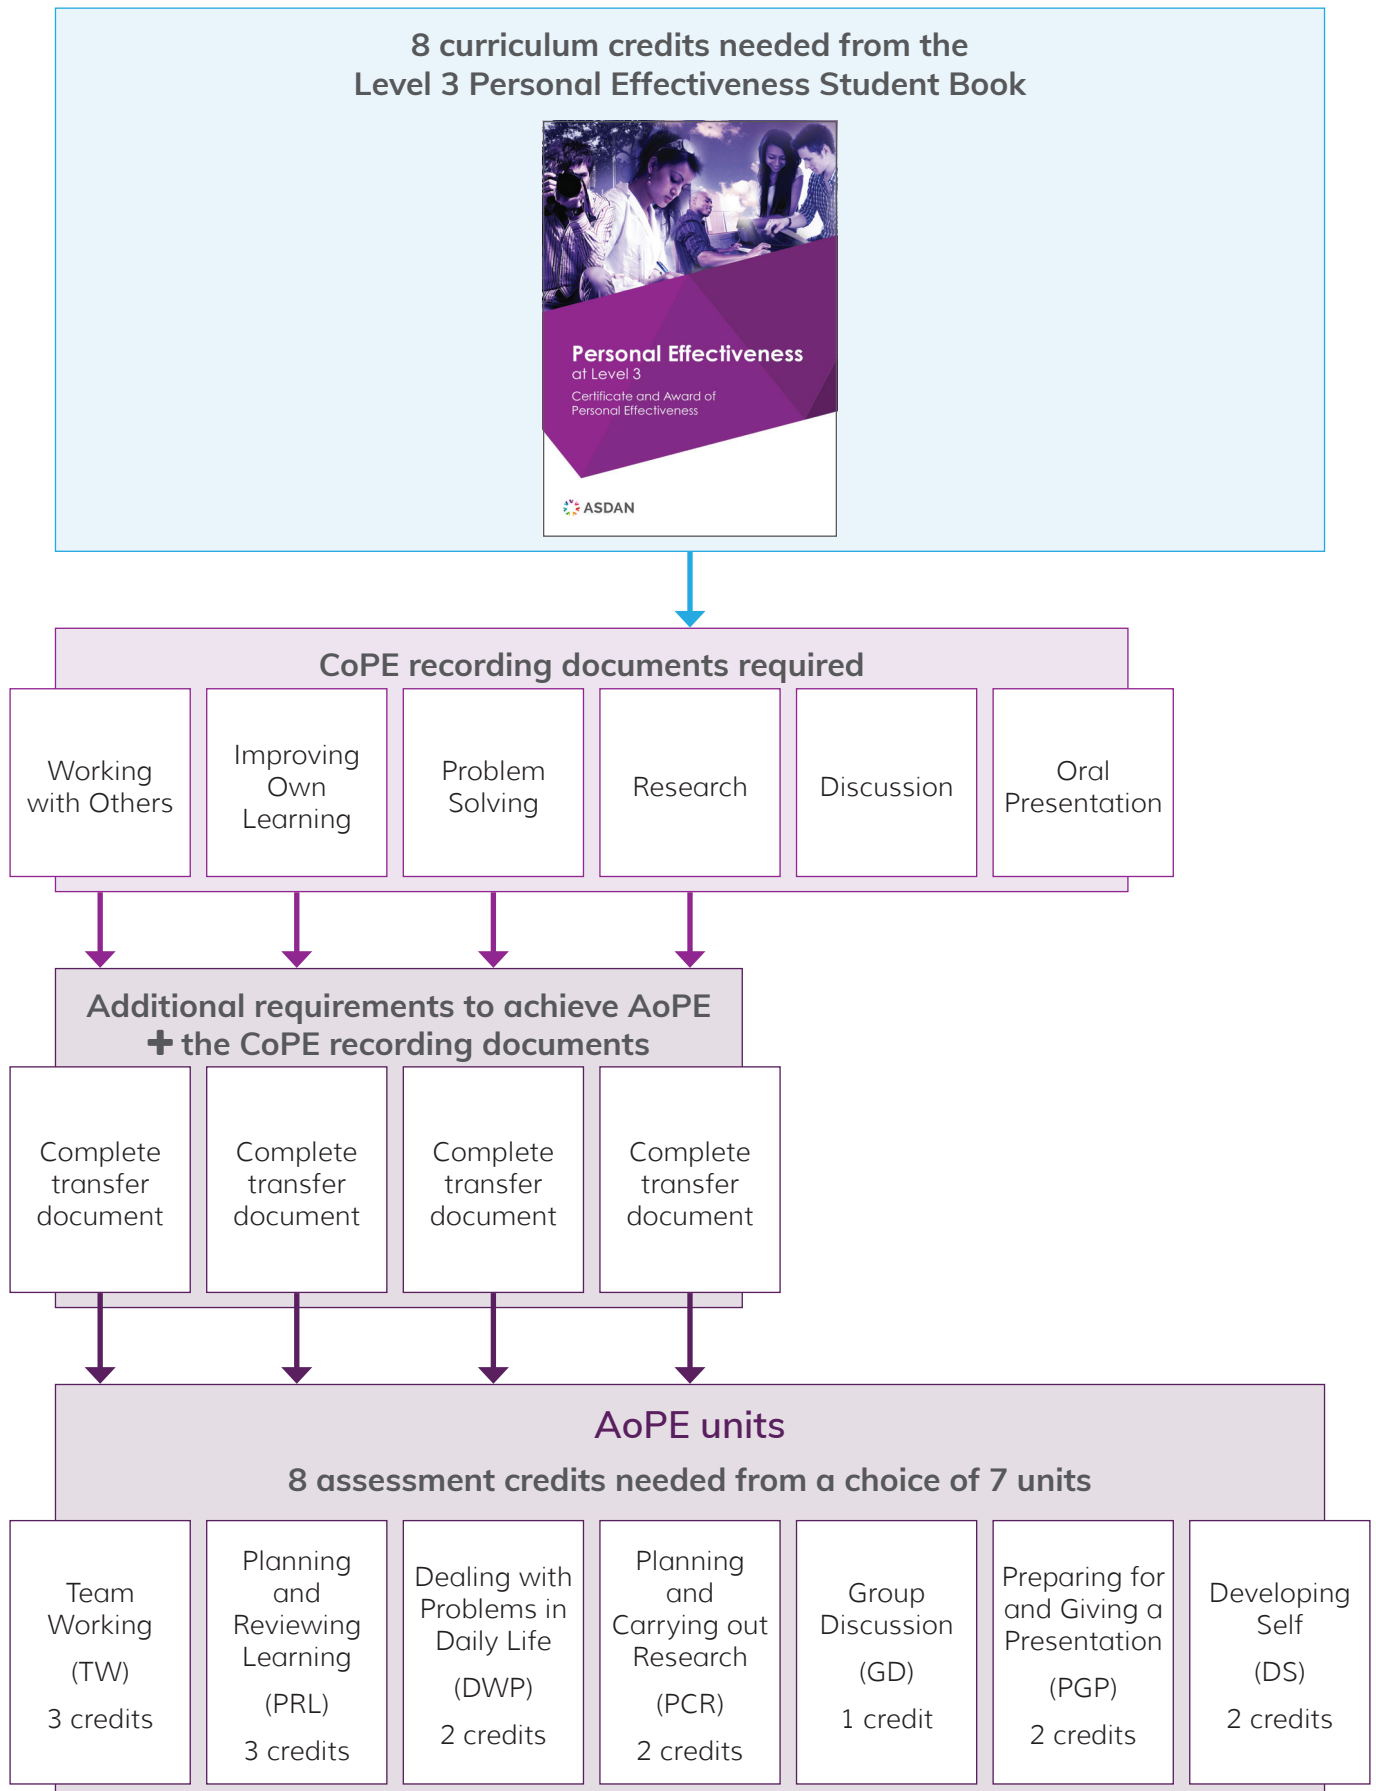 8 curriculum credits needed from the
Level 3 Personal Effectiveness Student Book
Personal Effectiveness
at Level 3
Certificate and Award of
Personal Effectiveness
ASDAN
CoPE recording documents required
Working
with Others
Improving
Own
Learning
Problem
Solving
Research
Discussion
Oral
Presentation
Additional requirements to achieve AoPE
+ the CoPE recording documents
Complete
transfer
document
Complete
transfer
document
Complete
transfer
document
Complete
transfer
document
AoPE units
8 assessment credits needed from a choice of 7 units
Team
Working
(TW)
3 credits
Planning
and
Reviewing
Learning
(PRL)
3 credits
Dealing with
Problems in
Daily Life
(DWP)
2 credits
Planning
and
Carrying out
Research
(PCR)
2 credits
Group
Discussion
(GD)
1 credit
Preparing for
and Giving a
Presentation
(PGP)
2 credits
Developing
Self
(DS)
2 credits